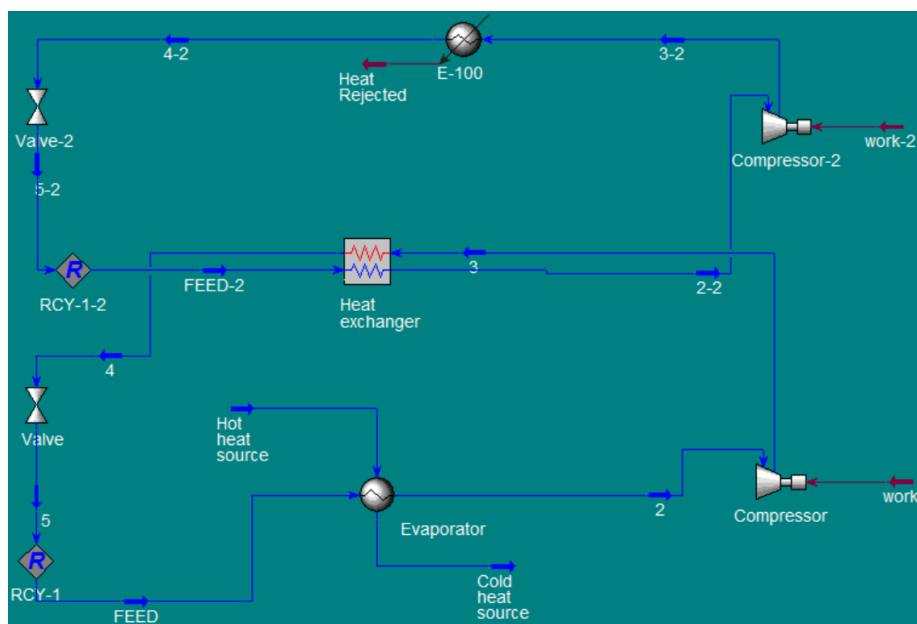 4-2
3-2
E-100
Heat
Rejected
Valve-2
Compressor-2
work-2
5-2
R
RCY-1-2
FEED-2
3
2-2
Heat
exchanger
4
Valve
Hot
heat
source
5
2
Evaporator
Compressor
work
R
RCY-1
FEED
Cold
heat
source